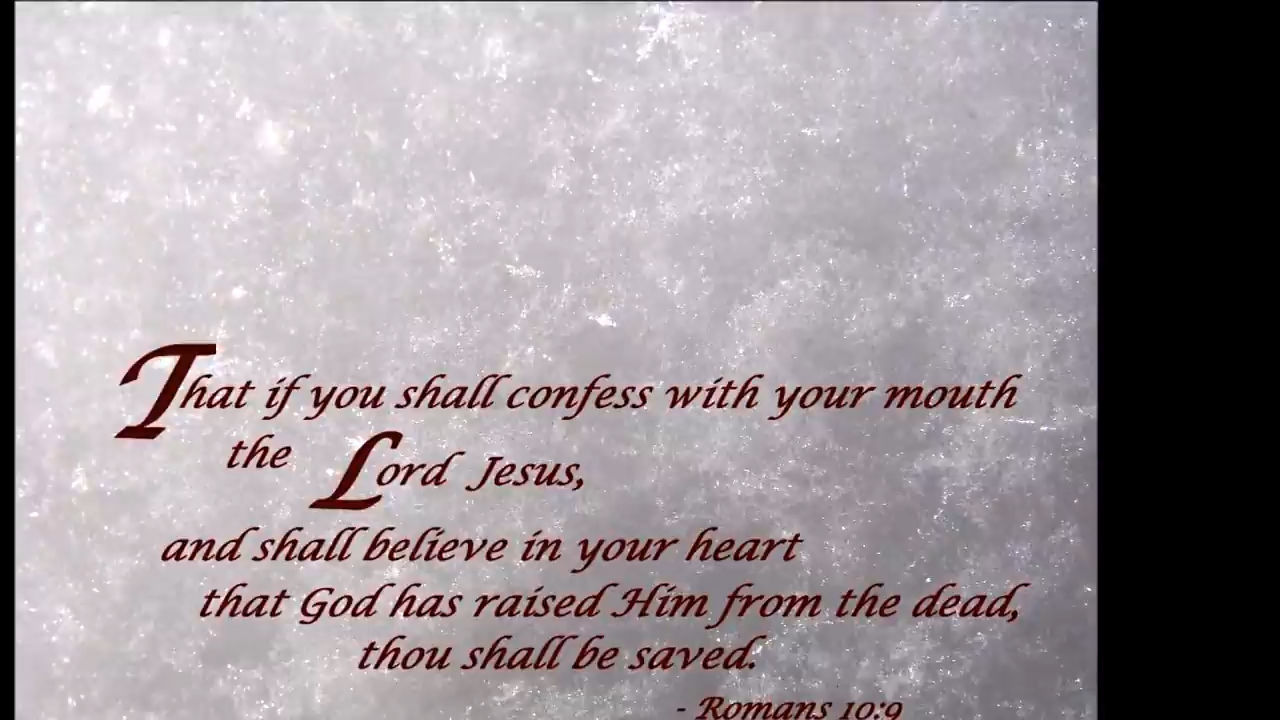 That if you shall confess with your mouth
the Lord Jesus,
and shall believe in your heart
that God has raised Him from the dead,
thou shall be saved.
- Romans 10:9